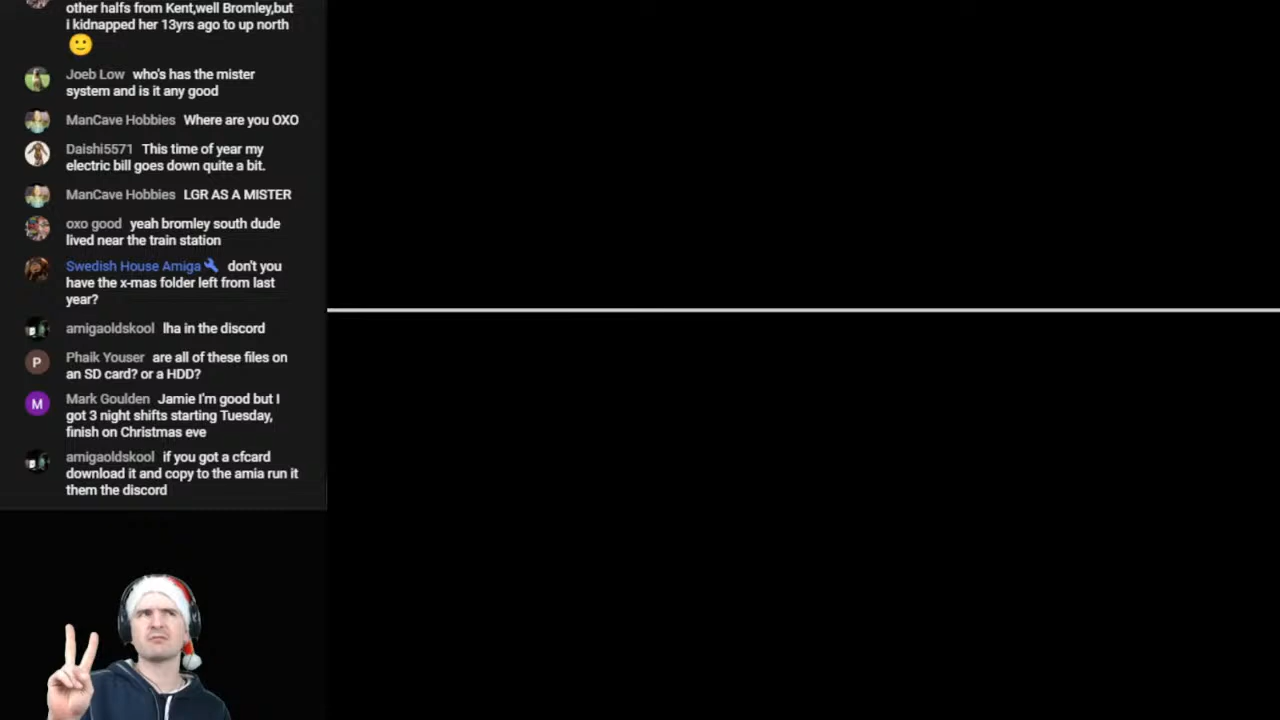 other halfs from Kent,well Bromley,but
i kidnapped her 13yrs ago to up north
Joeb Low who's has the mister
system and is it any good
ManCave Hobbies Where are you OXO
Daishi5571 This time of year my
electric bill goes down quite a bit.
ManCave Hobbies LGR AS A MISTER
oxo good yeah bromley south dude
lived near the train station
Swedish House Amiga don't you
have the x-mas folder left from last
year?
amigaoldskool lha in the discord
P
Phaik Youser are all of these files on
an SD card? or a HDD?
M
Mark Goulden Jamie I'm good but I
got 3 night shifts starting Tuesday,
finish on Christmas eve
amigaoldskool if you got a cfcard
download it and copy to the amia run it
them the discord